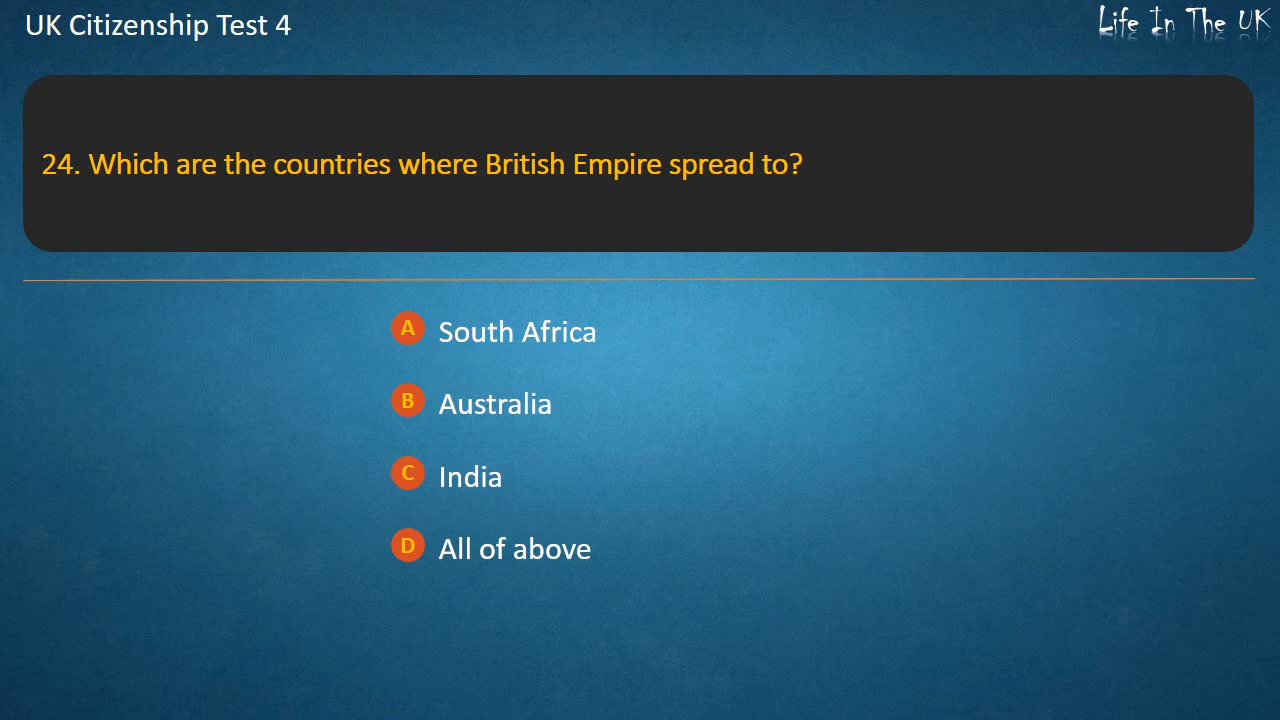 UK Citizenship Test 4
Life In The UK
24. Which are the countries where British Empire spread to?
A South Africa
B Australia
C India
D All of above